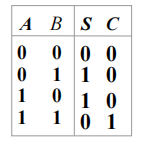 A B S C
0 0 0 0
0 1 1 0
1 0 1 0
1 1 0 1